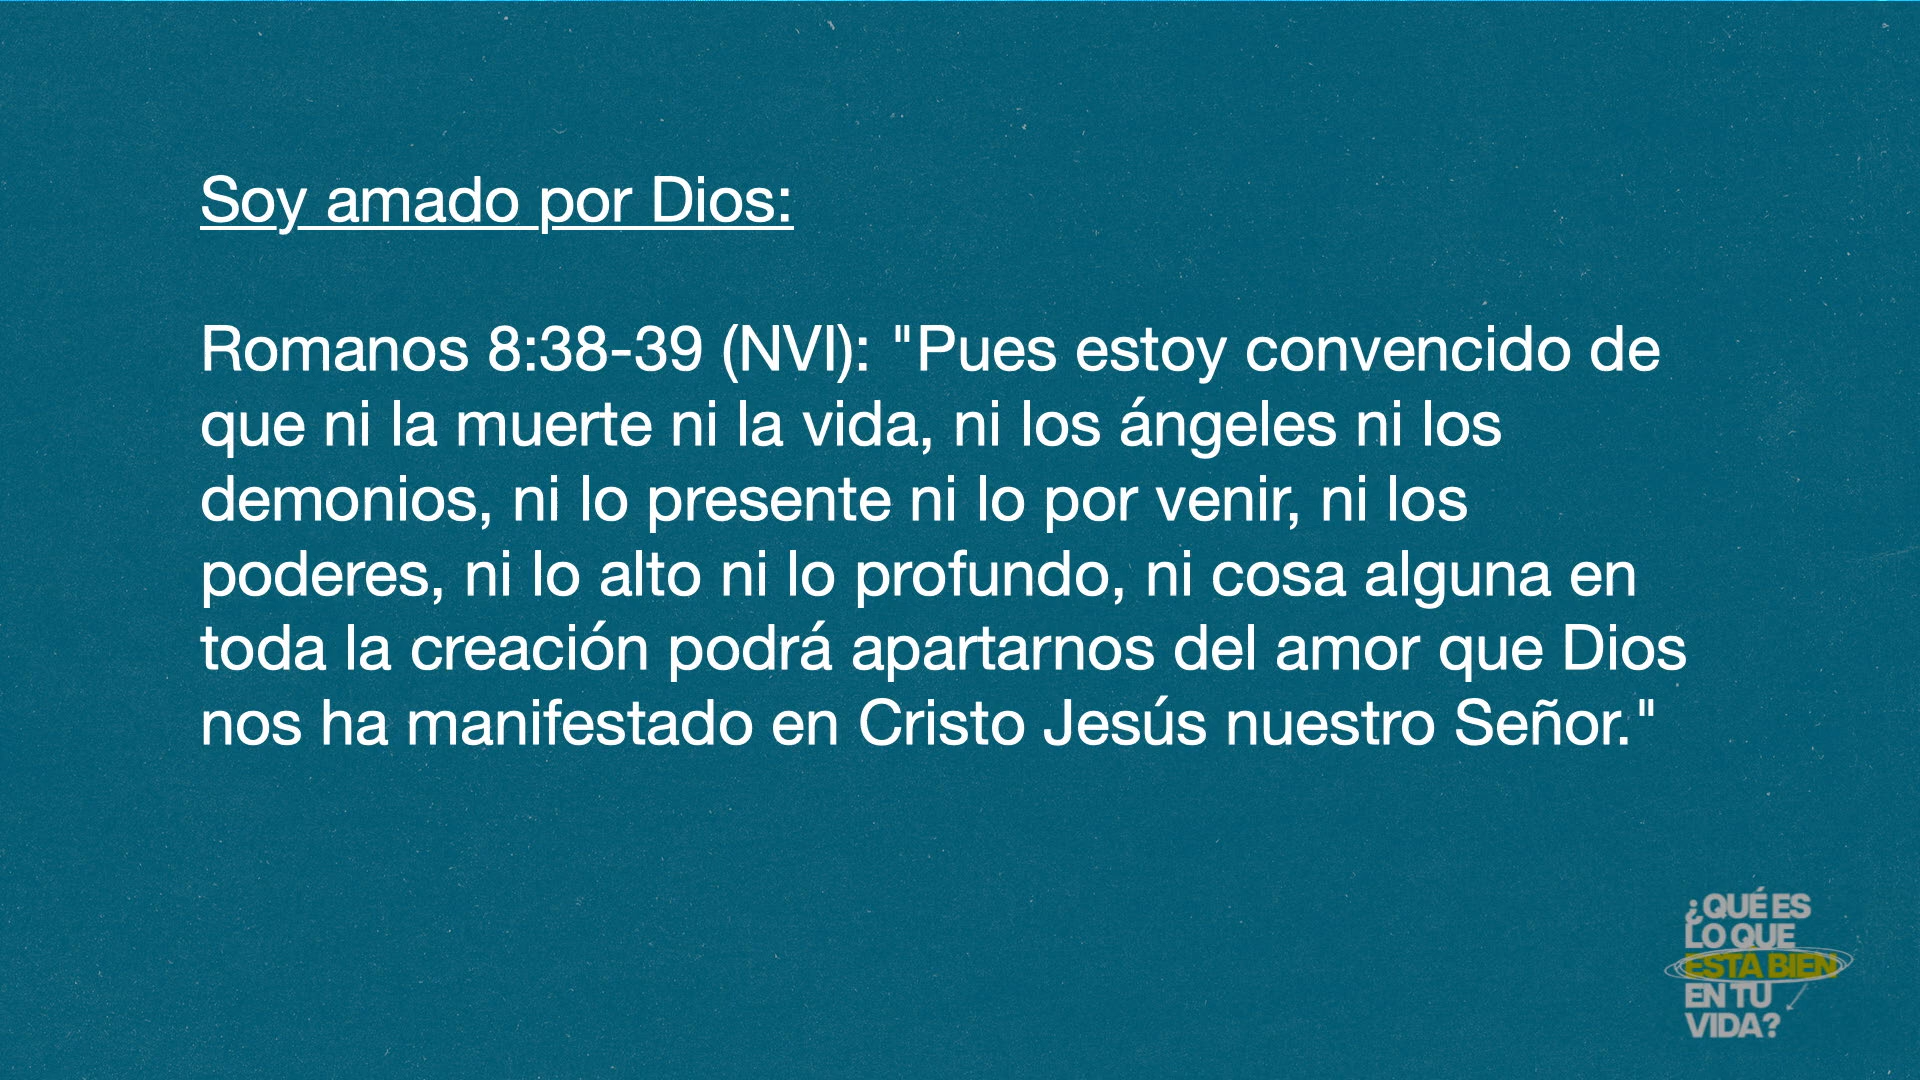 Soy amado por Dios:
Romanos 8:38-39 (NVI): "Pues estoy convencido de
que ni la muerte ni la vida, ni los ángeles ni los
demonios, ni lo presente ni lo por venir, ni los
poderes, ni lo alto ni lo profundo, ni cosa alguna en
toda la creación podrá apartarnos del amor que Dios
nos ha manifestado en Cristo Jesús nuestro Señor."
¿QUÉ ES
LO QUE
ESTÁ BIEN
EN TU
VIDA?